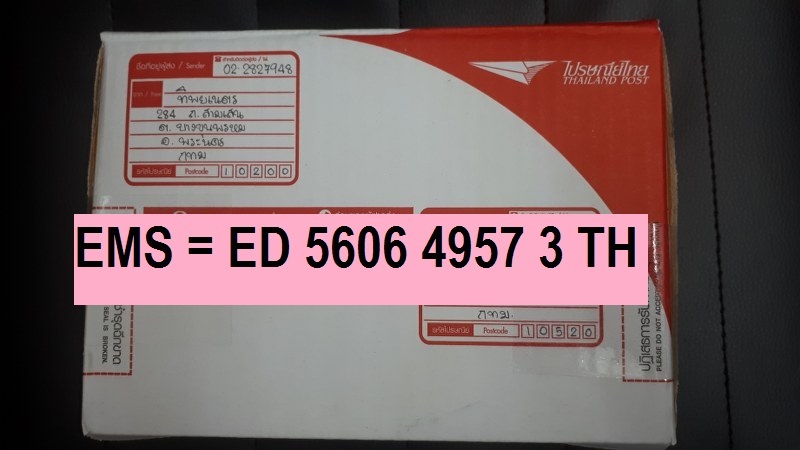 ชื่อที่อยู่ผู้ส่ง / Sender
02-2827948
ไปรษณีย์ไทย
THAILAND POST
ทิพยเนตร
284 ถ.สามเสน
ต.บางขุนพรหม
อ.พระนคร
กทม
รหัสไปรษณีย์ Postcode 10200
EMS = ED 5606 4957 3 TH
กทม.
รหัสไปรษณีย์ Postcode 10520
SEAL IS
BROKEN.
PLEASE DO NOT ACCEPT